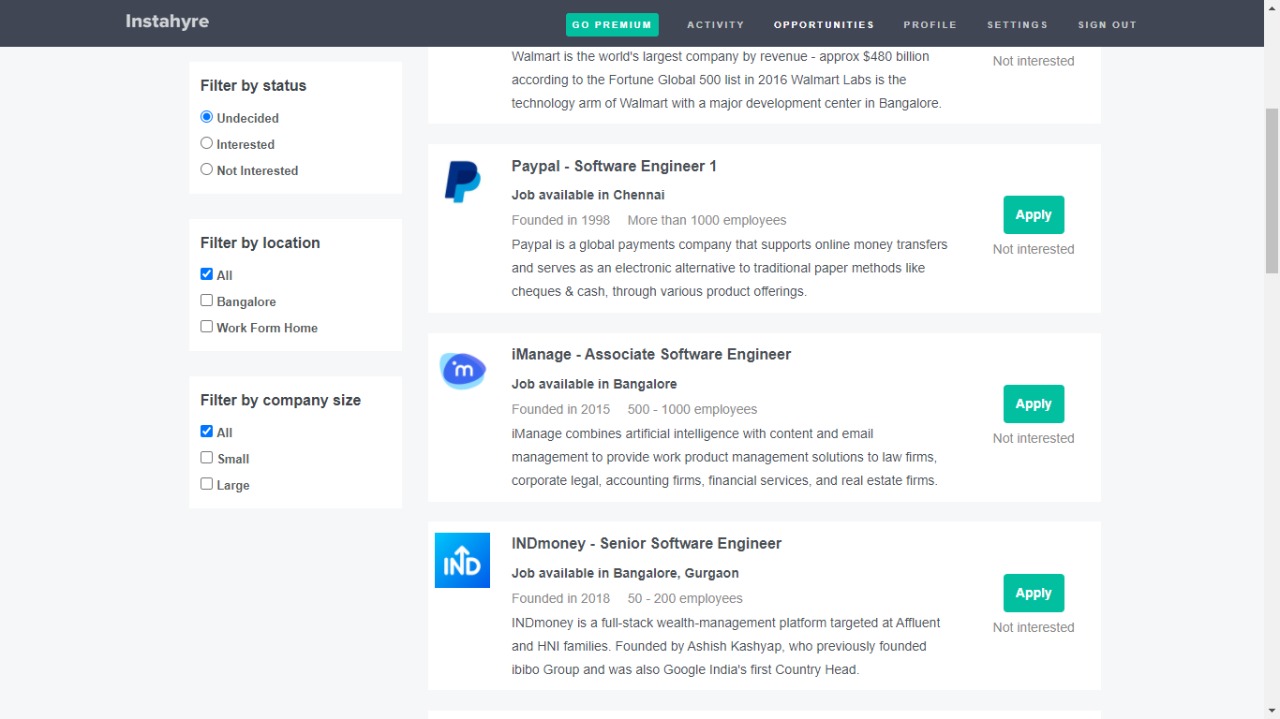 Instahyre
GO PREMIUM
ACTIVITY
OPPORTUNITIES
PROFILE
SETTINGS
SIGN OUT
Filter by status
Undecided
Interested
Not Interested
Filter by location
All
Bangalore
Work Form Home
Filter by company size
All
Small
Large
Walmart is the world's largest company by revenue - approx $480 billion
according to the Fortune Global 500 list in 2016 Walmart Labs is the
technology arm of Walmart with a major development center in Bangalore.
Not interested
Paypal - Software Engineer 1
Job available in Chennai
Founded in 1998 More than 1000 employees
Paypal is a global payments company that supports online money transfers
and serves as an electronic alternative to traditional paper methods like
cheques & cash, through various product offerings.
Apply
Not interested
m
iManage - Associate Software Engineer
Job available in Bangalore
Founded in 2015 500 - 1000 employees
iManage combines artificial intelligence with content and email
management to provide work product management solutions to law firms,
corporate legal, accounting firms, financial services, and real estate firms.
Apply
Not interested
IND
INDmoney - Senior Software Engineer
Job available in Bangalore, Gurgaon
Founded in 2018 50 - 200 employees
INDmoney is a full-stack wealth-management platform targeted at Affluent
and HNI families. Founded by Ashish Kashyap, who previously founded
ibibo Group and was also Google India's first Country Head.
Apply
Not interested